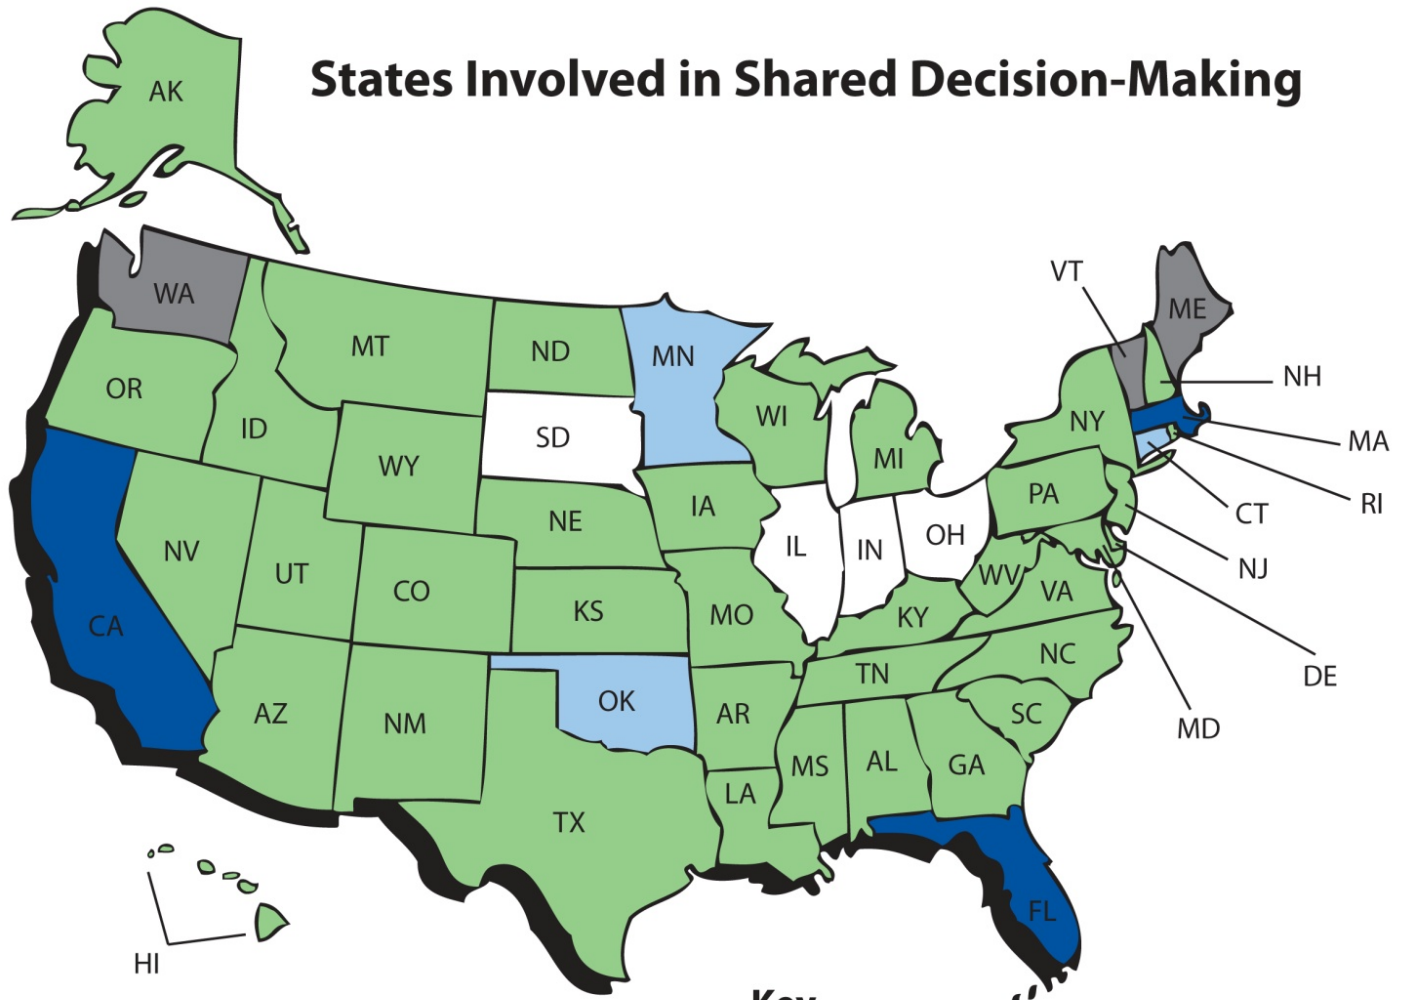 States Involved in Shared Decision-Making
AK
WA
MT
ND
MN
VT
ME
OR
ID
WY
SD
WI
MI
NY
NH
MA
RI
CT
NJ
DE
MD
NV
UT
CO
NE
IA
IL
IN
OH
PA
WV
VA
CA
KS
MO
KY
NC
TN
SC
AZ
NM
OK
AR
MS
AL
GA
LA
TX
FL
HI
Key